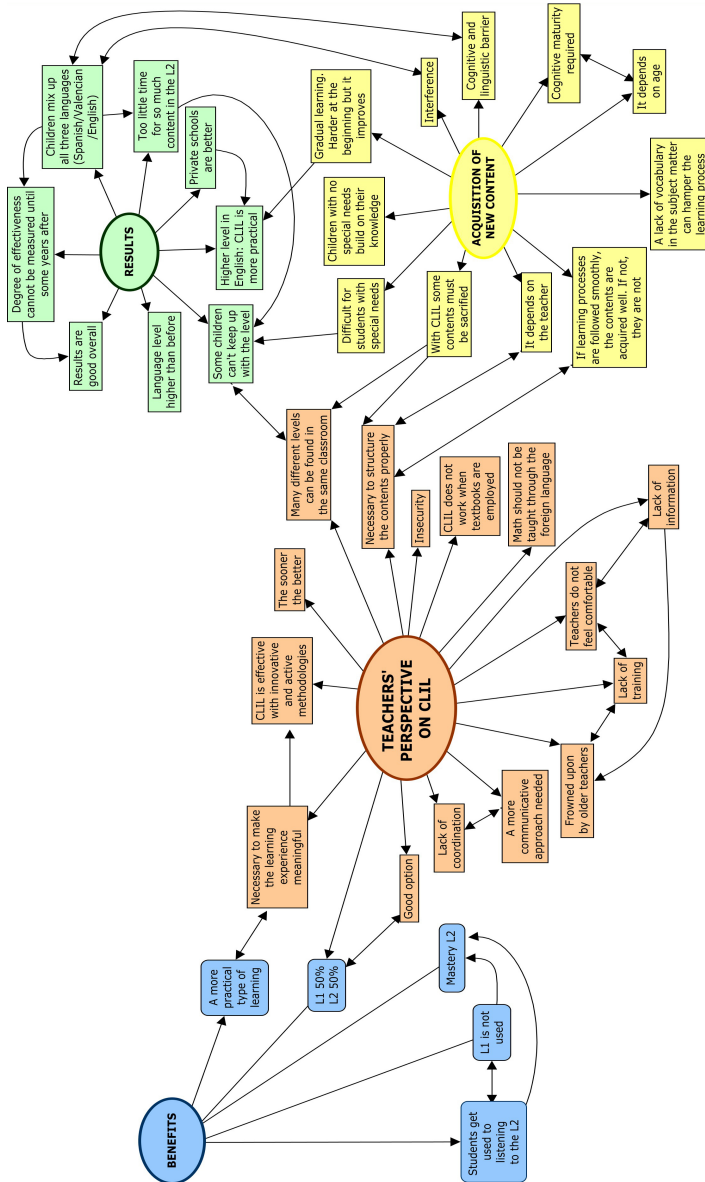 BENEFITS
A more
practical
type of
learning
L1 50%
L2 50%
Mastery L2
L1 is not
used
Students get
used to
listening
to the L2
TEACHERS'
PERSPECTIVE
ON CLIL
Necessary to make
the learning
experience
meaningful
CLIL is effective
with innovative
and active
methodologies
The sooner
the better
Many different levels
can be found in
the same classroom
Necessary to structure
the contents properly
Insecurity
CLIL does not
work when
textbooks are
employed
Math should not be
taught through the
foreign language
Lack of
information
Teachers do not
feel comfortable
Lack of
training
Frowned upon
by older teachers
A more
communicative
approach needed
Lack of
coordination
Good option
RESULTS
Results are
good overall
Degree of effectiveness
cannot be measured until
some years after
Children mix up
all three languages
(Spanish/Valencian
/English)
Too little time
for so much
content in the L2
Private schools
are better
Higher level in
English: CLIL is
more practical
Some children
can't keep up
with the level
Language level
higher than before
ACQUISITION OF
NEW CONTENT
Difficult for
students with
special needs
Children with no
special needs
build on their
knowledge
Gradual learning.
Harder at the
beginning but it
improves
Interference
Cognitive and
linguistic barrier
Cognitive maturity
required
It depends
on age
A lack of vocabulary
in the subject matter
can hamper the
learning process
If learning processes
are followed smoothly,
the contents are
acquired well. If not,
they are not
It depends on
the teacher
With CLIL some
contents must
be sacrified